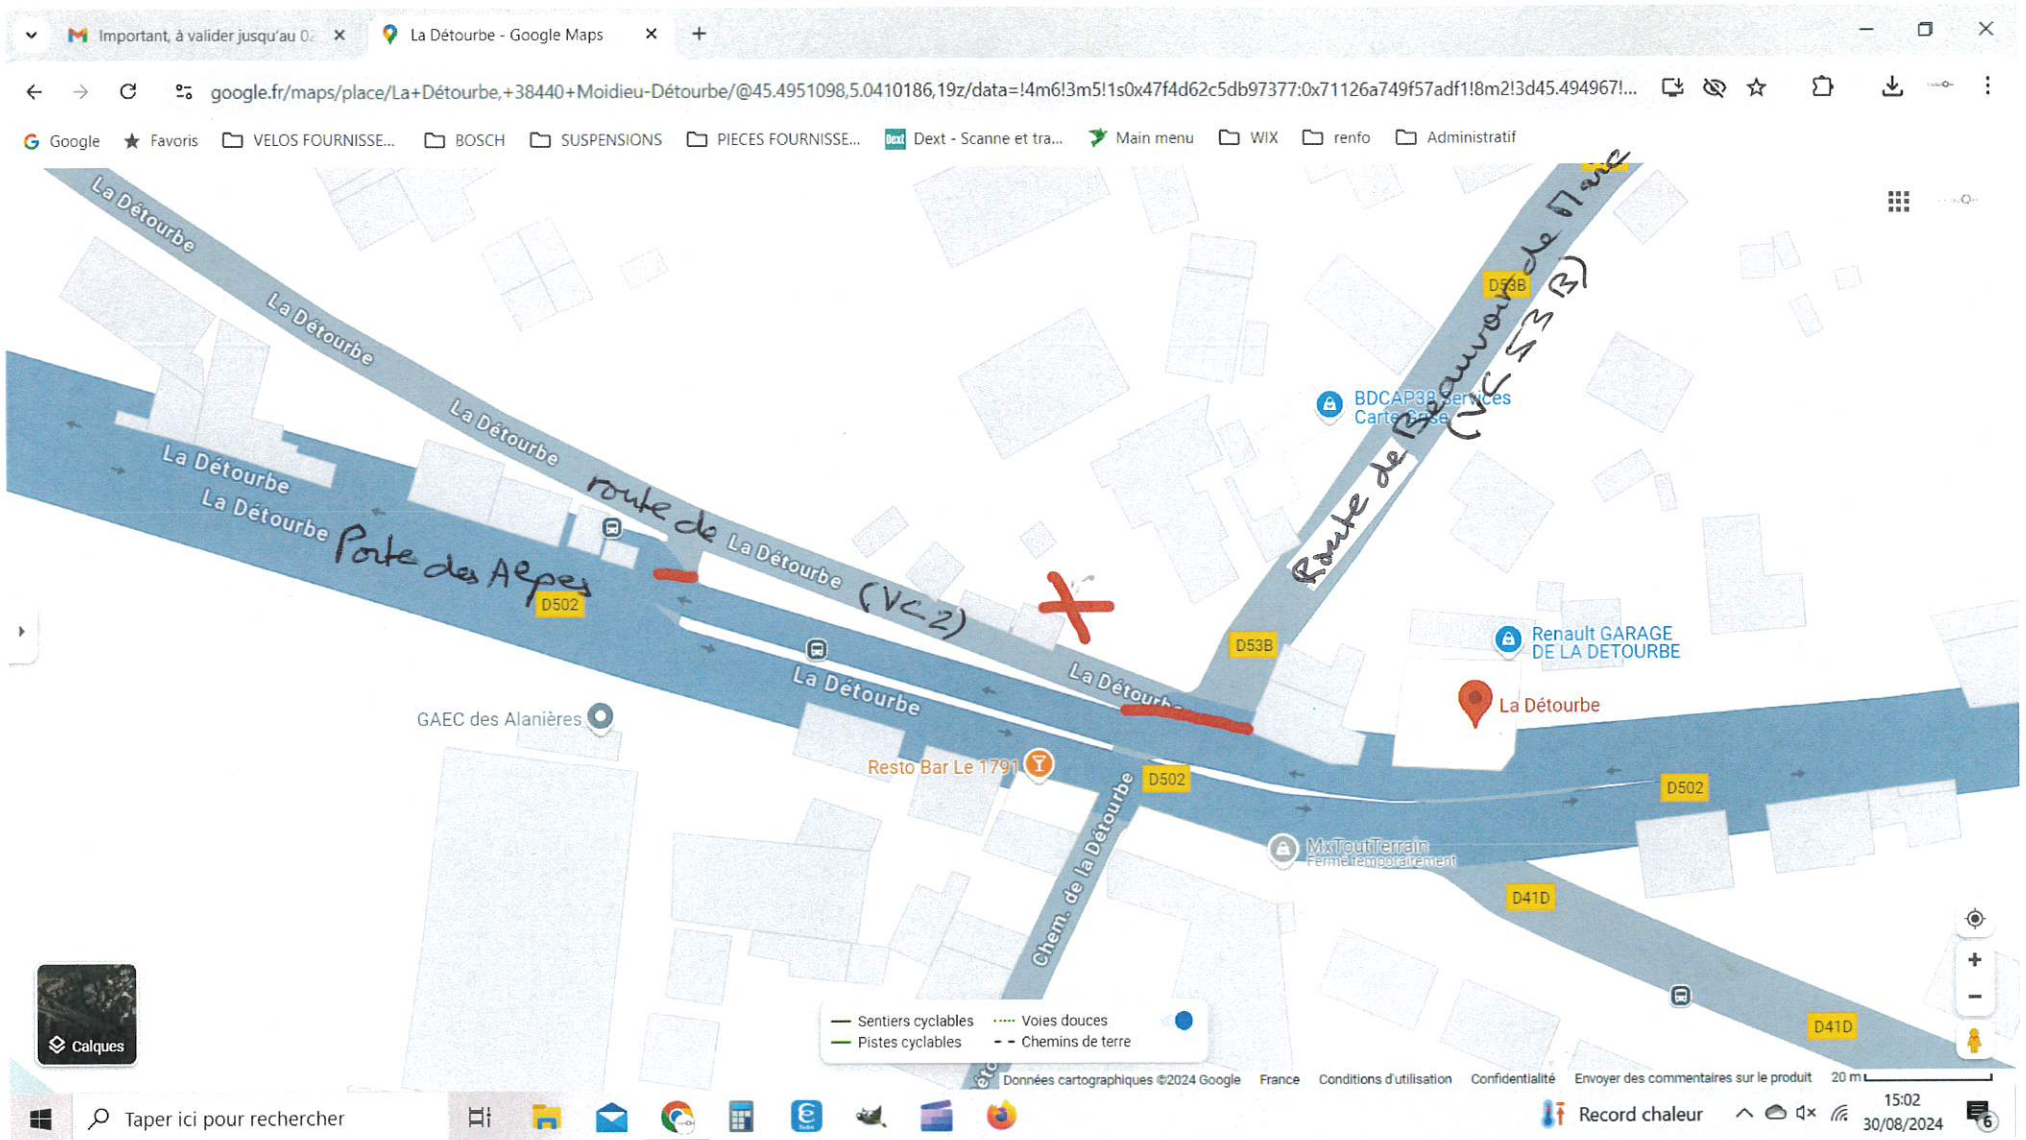 Important, à valider jusqu'au 02
La Détourbe - Google Maps
google.fr/maps/place/La+Détourbe,+38440+Moidieu-Détourbe/@45.4951098,5.0410186,19z/data=!4m6!3m5!1s0x47f4d62c5db97377:0x71126a749f57adf1!8m2!3d45.494967!...
Google
Favoris
VELOS FOURNISSE...
BOSCH
SUSPENSIONS
PIECES FOURNISSE...
Dext
Dext - Scanne et tra...
Main menu
WIX
renfo
Administratif
La Détourbe
La Détourbe
La Détourbe
route de
La Détourbe
(VC2)
La Détourbe
Route de Beauvoir de Marc
(VC 53 B)
D53B
BDCAP38 Services
Carte Grise
La Détourbe
La Détourbe
Porte des Alpes
D502
D53B
Renault GARAGE
DE LA DETOURBE
La Détourbe
La Détourbe
GAEC des Alanières
Resto Bar Le 1791
D502
D502
Chem. de la Détourbe
MxToutTerrain
Fermé temporairement
D41D
D41D
Calques
Sentiers cyclables
Voies douces
Pistes cyclables
Chemins de terre
Données cartographiques ©2024 Google
France
Conditions d'utilisation
Confidentialité
Envoyer des commentaires sur le produit
20 m
Taper ici pour rechercher
Record chaleur
15:02
30/08/2024
6